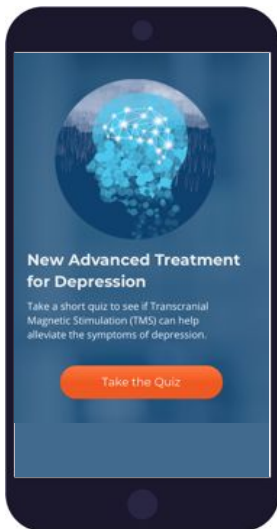 New Advanced Treatment
for Depression
Take a short quiz to see if Transcranial
Magnetic Stimulation (TMS) can help
alleviate the symptoms of depression.
Take the Quiz